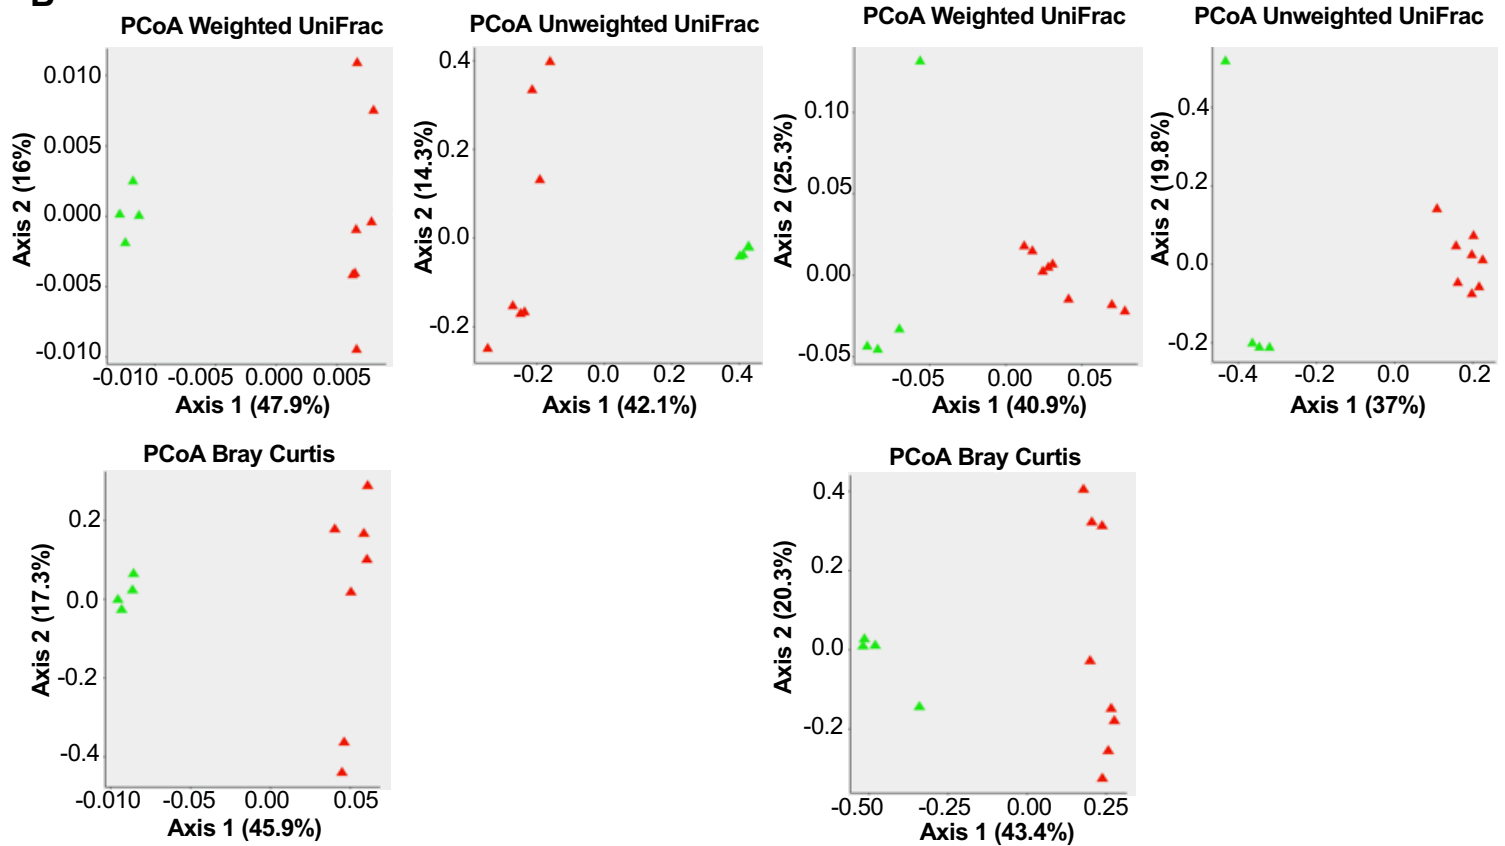 PCoA Weighted UniFrac
0.010
0.005
0.000
-0.005
-0.010
Axis 2 (16%)
-0.010 -0.005 0.000 0.005
Axis 1 (47.9%)
PCoA Unweighted UniFrac
0.4
0.2
0.0
-0.2
Axis 2 (14.3%)
-0.2 0.0 0.2 0.4
Axis 1 (42.1%)
PCoA Weighted UniFrac
0.10
0.05
0.00
-0.05
Axis 2 (25.3%)
-0.05 0.00 0.05
Axis 1 (40.9%)
PCoA Unweighted UniFrac
0.4
0.2
0.0
-0.2
Axis 2 (19.8%)
-0.4 -0.2 0.0 0.2
Axis 1 (37%)
PCoA Bray Curtis
0.2
0.0
-0.2
-0.4
Axis 2 (17.3%)
-0.010 -0.05 0.00 0.05
Axis 1 (45.9%)
PCoA Bray Curtis
0.4
0.2
0.0
-0.2
Axis 2 (20.3%)
-0.50 -0.25 0.00 0.25
Axis 1 (43.4%)